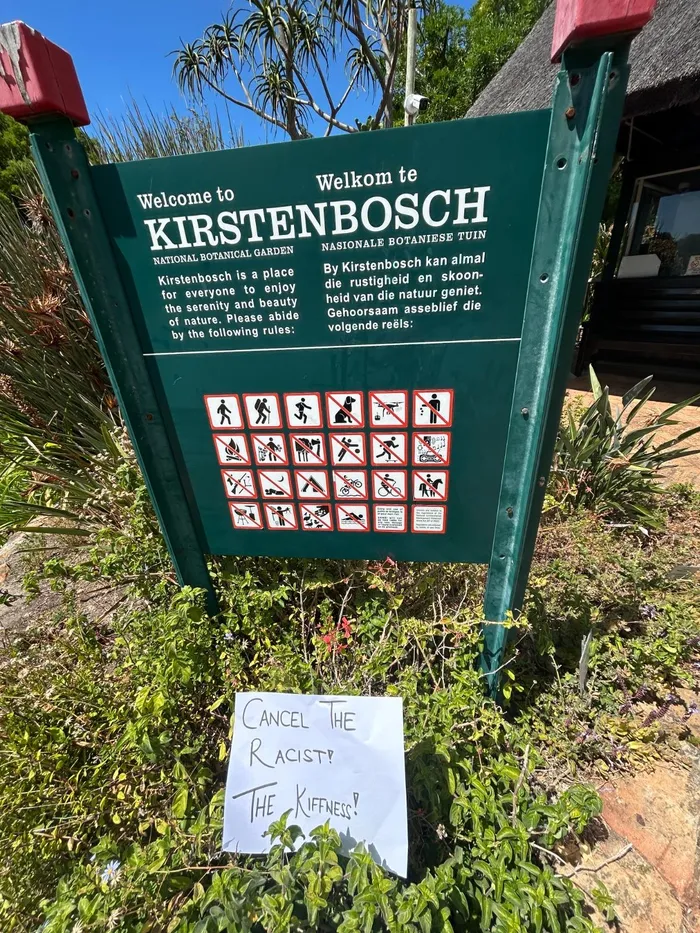 Welcome to
KIRSTENBOSCH
NATIONAL BOTANICAL GARDEN
Kirstenbosch is a place
for everyone to enjoy
the serenity and beauty
of nature. Please abide
by the following rules:
Welkom te
NASIONALE BOTANIESE TUIN
By Kirstenbosch kan almal
die rustigheid en skoon-
heid van die natuur geniet.
Gehoorsaam asseblief die
volgende reëls:
CANCEL THE
RACIST!
THE KIFFNESS!